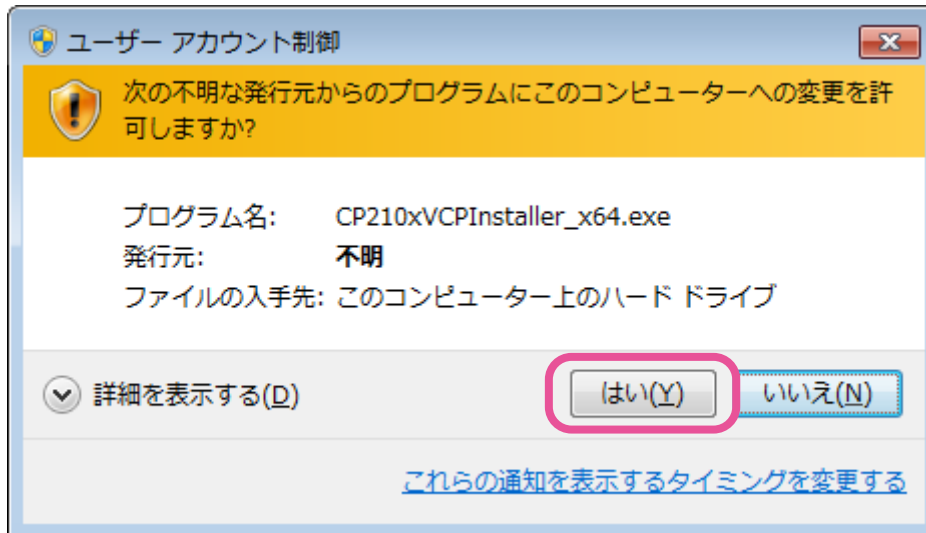 ユーザー アカウント制御
次の不明な発行元からのプログラムにこのコンピューターへの変更を許
可しますか?
プログラム名: CP210xVCPInstaller_x64.exe
発行元: 不明
ファイルの入手先: このコンピューター上のハード ドライブ
詳細を表示する(D) はい(Y) いいえ(N)
これらの通知を表示するタイミングを変更する